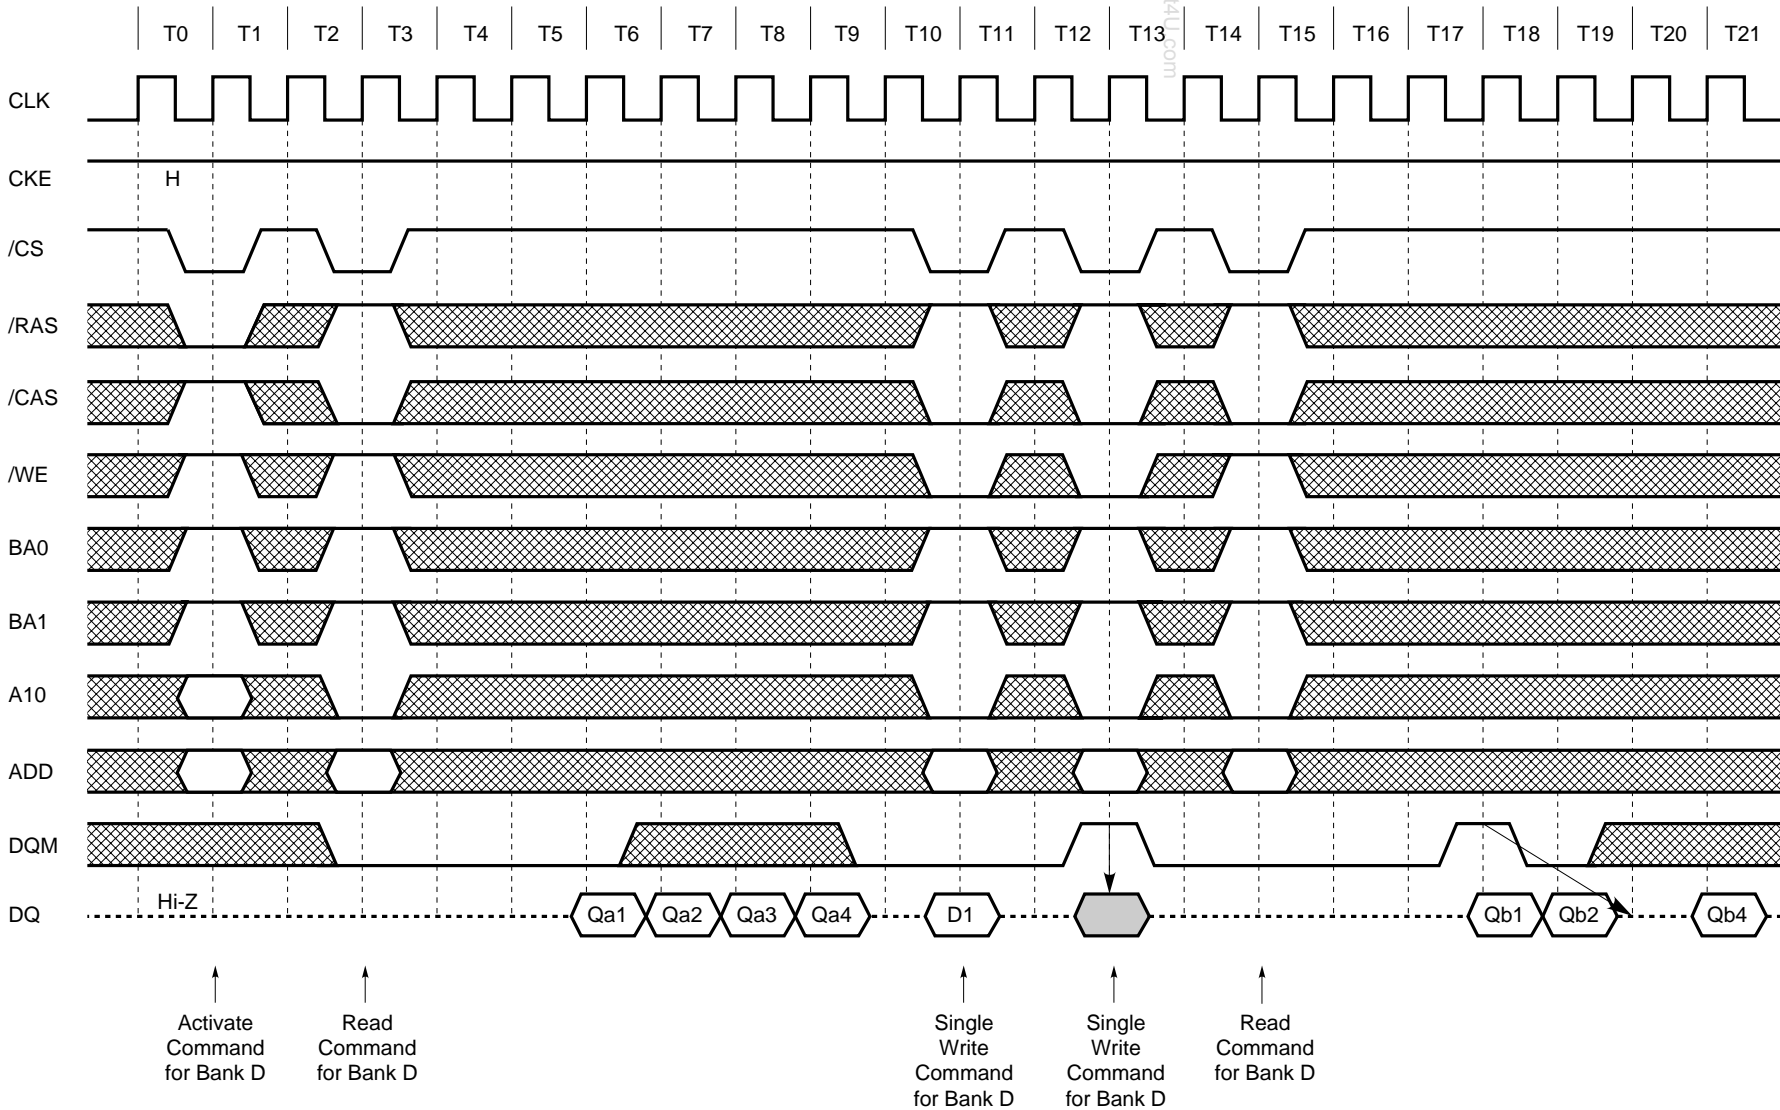 t4U.com
T0 T1 T2 T3 T4 T5 T6 T7 T8 T9 T10 T11 T12 T13 T14 T15 T16 T17 T18 T19 T20 T21
CLK
CKE H
/CS
/RAS
/CAS
/WE
BA0
BA1
A10
ADD
DQM
DQ Hi-Z Qa1 Qa2 Qa3 Qa4 D1 Qb1 Qb2 Qb4
Activate
Command
for Bank D
Read
Command
for Bank D
Single
Write
Command
for Bank D
Single
Write
Command
for Bank D
Read
Command
for Bank D